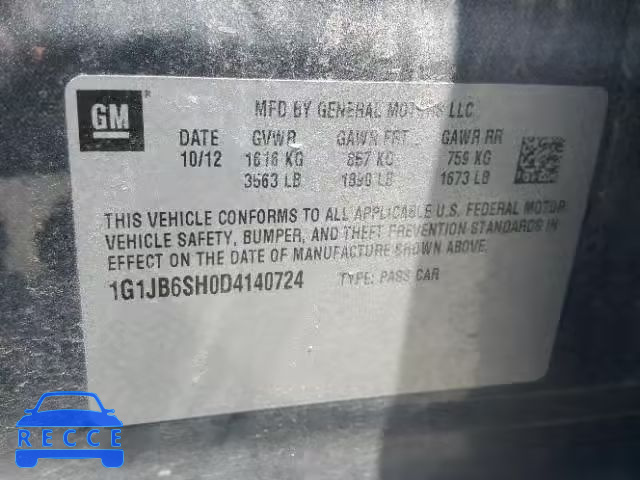 GM ® MFD BY GENERAL MOTORS LLC
DATE GVWR GAWR FRT GAWR RR
10/12 1616 KG 857 KG 759 KG
3563 LB 1890 LB 1673 LB
THIS VEHICLE CONFORMS TO ALL APPLICABLE U.S. FEDERAL MOTOR
VEHICLE SAFETY, BUMPER, AND THEFT PREVENTION STANDARDS IN
EFFECT ON THE DATE OF MANUFACTURE SHOWN ABOVE.
1G1JB6SH0D4140724 TYPE: PASS CAR
RECCE